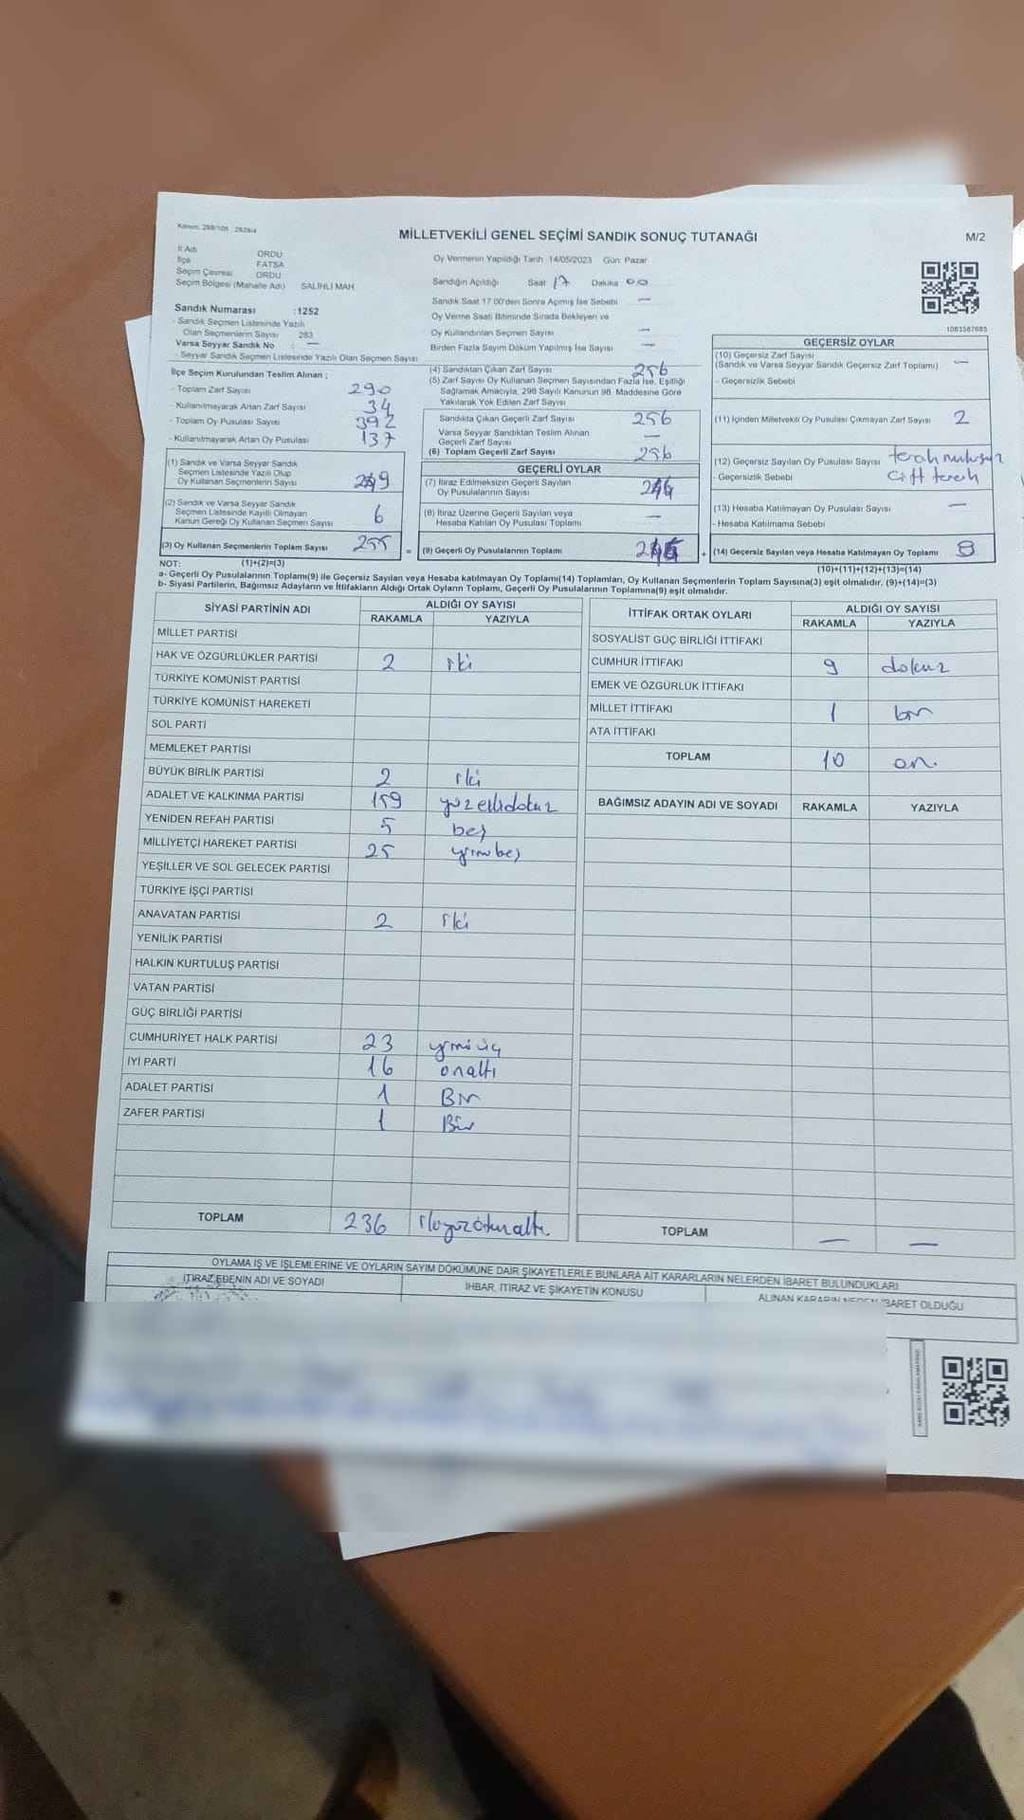 MİLLETVEKİLİ GENEL SEÇİMİ SANDIK SONUÇ TUTANAĞI
M/2
İl Adı ORDU
İlçe FATSA
Seçim Çevresi ORDU
Seçim Bölgesi (Mahalle Adı) SALİHLİ MAH
Sandık Numarası :1252
- Sandık Seçmen Listesinde Yazılı
Olan Seçmenlerin Sayısı 283
Varsa Seyyar Sandık No : —
- Seyyar Sandık Seçmen Listesinde Yazılı Olan Seçmen Sayısı
İlçe Seçim Kurulundan Teslim Alınan ;
- Toplam Zarf Sayısı 290
- Kullanılmayarak Artan Zarf Sayısı 34
- Toplam Oy Pusulası Sayısı 392
- Kullanılmayarak Artan Oy Pusulası 137
(1) Sandık ve Varsa Seyyar Sandık
Seçmen Listesinde Yazılı Olup
Oy Kullanan Seçmenlerin Sayısı 249
(2) Sandık ve Varsa Seyyar Sandık
Seçmen Listesinde Kayıtlı Olmayan
Kanun Gereği Oy Kullanan Seçmen Sayısı 6
(3) Oy Kullanan Seçmenlerin Toplam Sayısı 255 =
Oy Vermenin Yapıldığı Tarih 14/05/2023 Gün: Pazar
Sandığın Açıldığı Saat 17 Dakika 00
Sandık Saat 17 00'den Sonra Açılmış İse Sebebi —
Oy Verme Saati Bitiminde Sırada Bekleyen ve
Oy Kullandırılan Seçmen Sayısı —
Birden Fazla Sayım Döküm Yapılmış İse Sayısı —
(4) Sandıktan Çıkan Zarf Sayısı 256
(5) Zarf Sayısı Oy Kullanan Seçmen Sayısından Fazla İse, Eşitliği
Sağlamak Amacıyla, 298 Sayılı Kanunun 98. Maddesine Göre
Yakılarak Yok Edilen Zarf Sayısı
Sandıkta Çıkan Geçerli Zarf Sayısı 256
Varsa Seyyar Sandıktan Teslim Alınan
Geçerli Zarf Sayısı —
(6) Toplam Geçerli Zarf Sayısı 256
GEÇERLİ OYLAR
(7) İtiraz Edilmeksizin Geçerli Sayılan
Oy Pusulalarının Sayısı
(8) İtiraz Üzerine Geçerli Sayılan veya
Hesaba Katılan Oy Pusulası Toplamı —
(9) Geçerli Oy Pusulalarının Toplamı +
1083587685
GEÇERSİZ OYLAR
(10) Geçersiz Zarf Sayısı
(Sandık ve Varsa Seyyar Sandık Geçersiz Zarf Toplamı) —
- Geçersizlik Sebebi
(11) İçinden Milletvekili Oy Pusulası Çıkmayan Zarf Sayısı 2
(12) Geçersiz Sayılan Oy Pusulası Sayısı
- Geçersizlik Sebebi çift tercih
(13) Hesaba Katılmayan Oy Pusulası Sayısı —
- Hesaba Katılmama Sebebi
(14) Geçersiz Sayılan veya Hesaba Katılmayan Oy Toplamı 8
NOT: (1)+(2)=(3) (10)+(11)+(12)+(13)=(14)
a- Geçerli Oy Pusulalarının Toplamı(9) ile Geçersiz Sayılan veya Hesaba katılmayan Oy Toplamı(14) Toplamları, Oy Kullanan Seçmenlerin Toplam Sayısına(3) eşit olmalıdır. (9)+(14)=(3)
b- Siyasi Partilerin, Bağımsız Adayların ve İttifakların Aldığı Ortak Oyların Toplamı, Geçerli Oy Pusulalarının Toplamına(9) eşit olmalıdır.
SİYASİ PARTİNİN ADI ALDIĞI OY SAYISI
RAKAMLA YAZIYLA
MİLLET PARTİSİ
HAK VE ÖZGÜRLÜKLER PARTİSİ 2 iki
TÜRKİYE KOMÜNİST PARTİSİ
TÜRKİYE KOMÜNİST HAREKETİ
SOL PARTİ
MEMLEKET PARTİSİ
BÜYÜK BİRLİK PARTİSİ 2 iki
ADALET VE KALKINMA PARTİSİ 159 yüzellidokuz
YENİDEN REFAH PARTİSİ 5 beş
MİLLİYETÇİ HAREKET PARTİSİ 25 yirmibeş
YEŞİLLER VE SOL GELECEK PARTİSİ
TÜRKİYE İŞÇİ PARTİSİ
ANAVATAN PARTİSİ 2 iki
YENİLİK PARTİSİ
HALKIN KURTULUŞ PARTİSİ
VATAN PARTİSİ
GÜÇ BİRLİĞİ PARTİSİ
CUMHURİYET HALK PARTİSİ 23 yirmiüç
İYİ PARTİ 16 onaltı
ADALET PARTİSİ 1 Bir
ZAFER PARTİSİ 1 Bir
TOPLAM 236 ikiyüzotuzaltı
İTTİFAK ORTAK OYLARI ALDIĞI OY SAYISI
RAKAMLA YAZIYLA
SOSYALİST GÜÇ BİRLİĞİ İTTİFAKI
CUMHUR İTTİFAKI 9 dokuz
EMEK VE ÖZGÜRLÜK İTTİFAKI
MİLLET İTTİFAKI 1 bir
ATA İTTİFAKI
TOPLAM 10 on.
BAĞIMSIZ ADAYIN ADI VE SOYADI RAKAMLA YAZIYLA
TOPLAM — —
OYLAMA İŞ VE İŞLEMLERİNE VE OYLARIN SAYIM DÖKÜMÜNE DAİR ŞİKAYETLERLE BUNLARA AİT KARARLARIN NELERDEN İBARET BULUNDUKLARI
İTİRAZ EDENİN ADI VE SOYADI İHBAR, İTİRAZ VE ŞİKAYETİN KONUSU ALINAN KARARIN NEDEN İBARET OLDUĞU